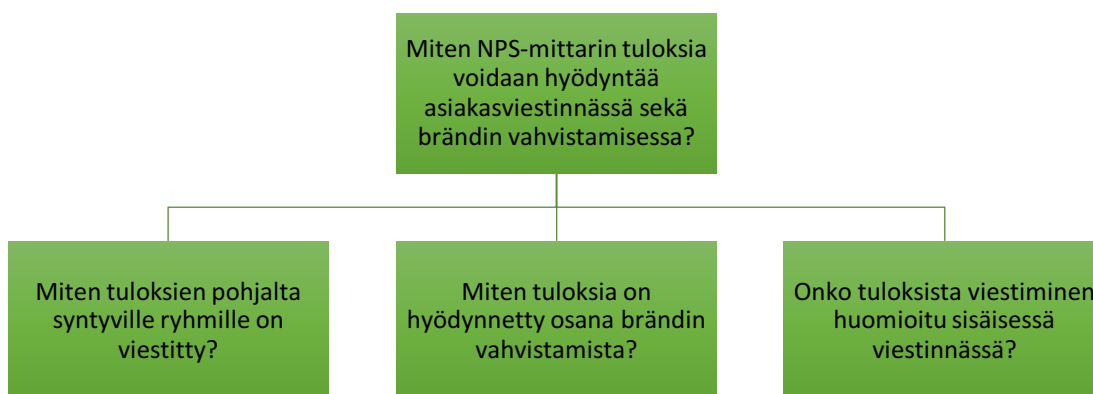 Miten NPS-mittarin tuloksia
voidaan hyödyntää
asiakasviestinnässä sekä
brändin vahvistamisessa?
Miten tuloksien pohjalta
syntyville ryhmille on
viestitty?
Miten tuloksia on
hyödynnetty osana brändin
vahvistamista?
Onko tuloksista viestiminen
huomioitu sisäisessä
viestinnässä?